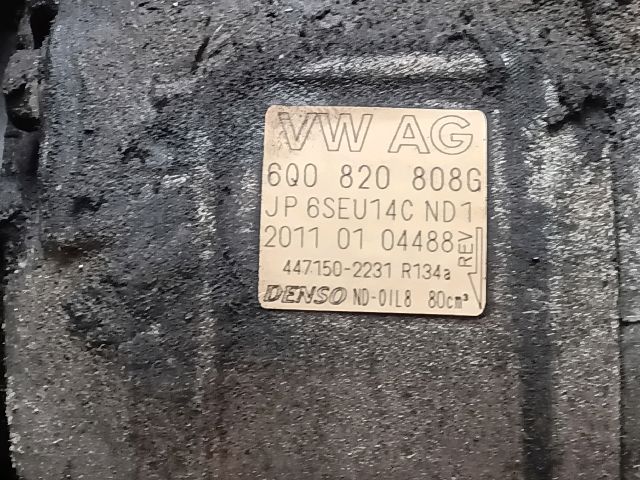 VW AG
6Q0 820 808G
JP 6SEU14C ND1
2011 01 04488 REV
447150-2231 R134a
DENSO ND-OIL8 80cm³